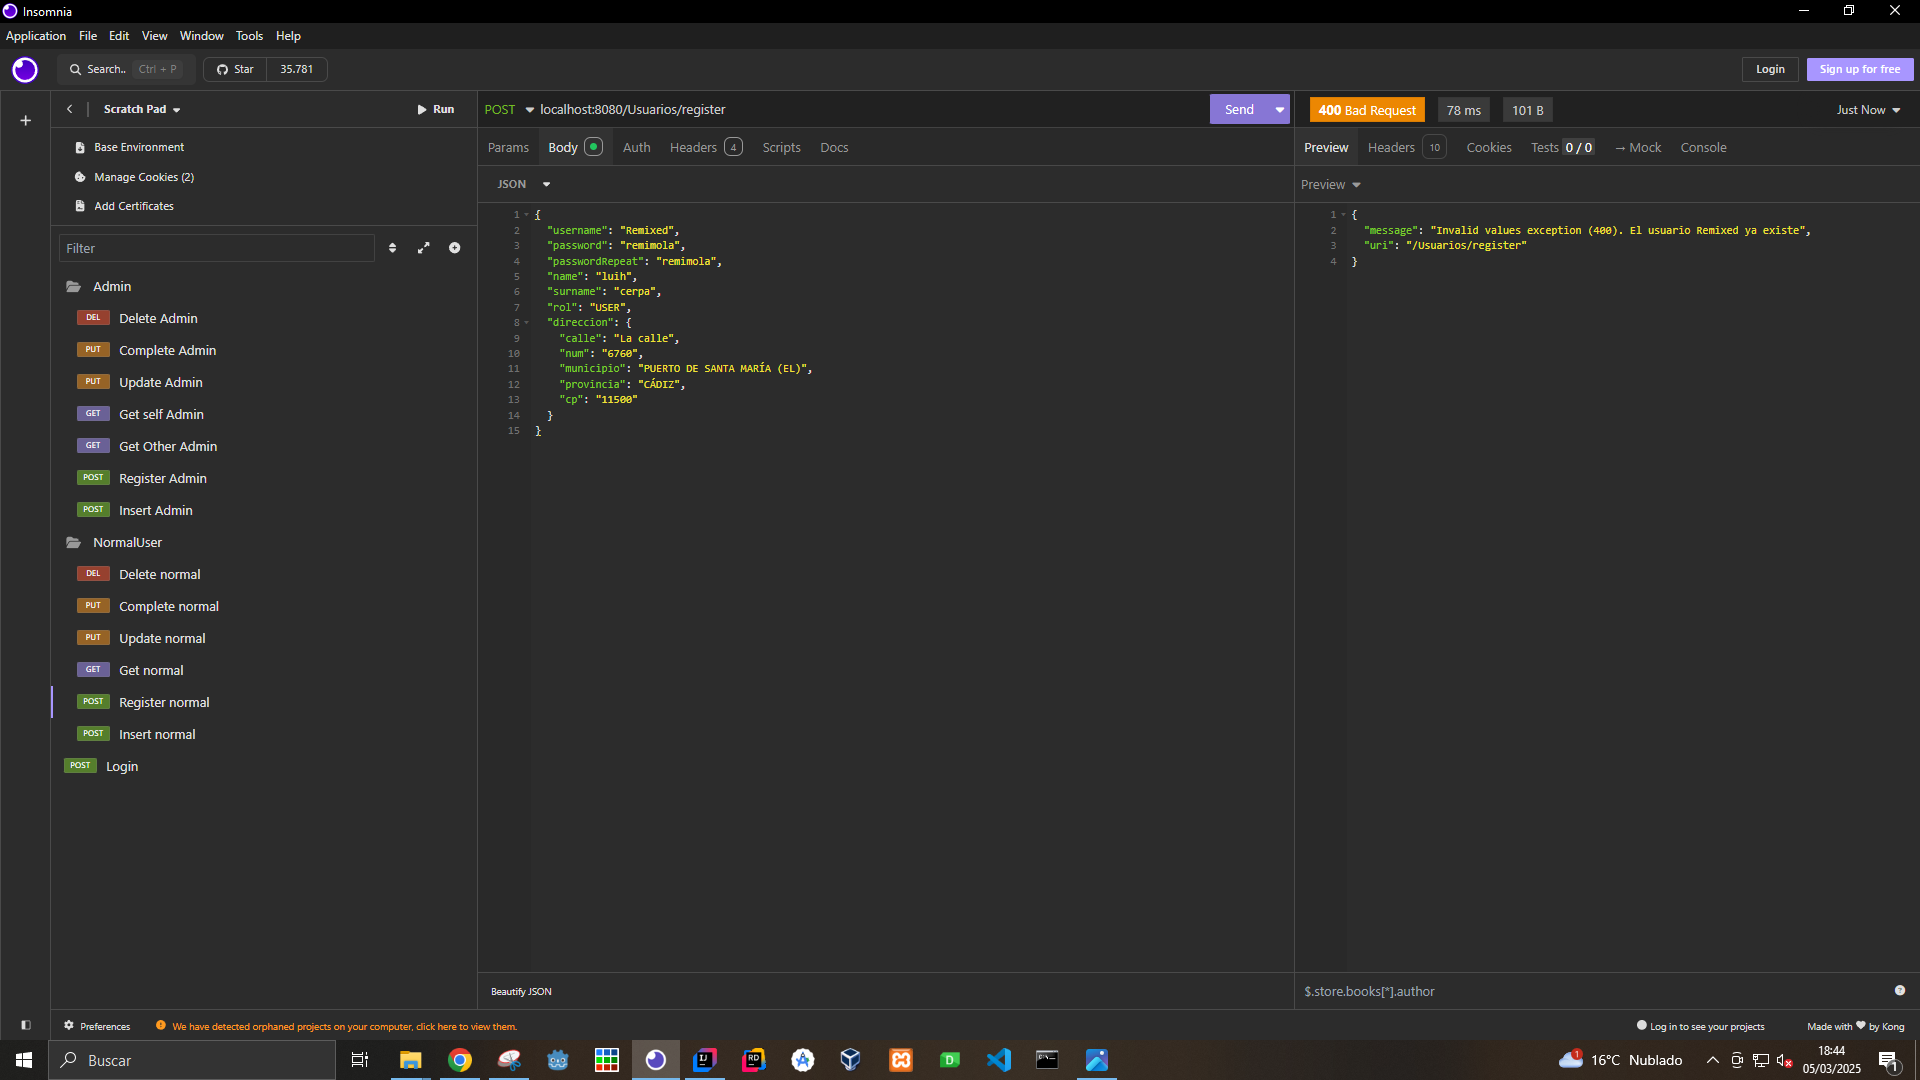 Insomnia
Application File Edit View Window Tools Help
Search.. Ctrl + P Star 35.781 Login Sign up for free
Scratch Pad Run
Base Environment
Manage Cookies (2)
Add Certificates
Filter
Admin
DEL Delete Admin
PUT Complete Admin
PUT Update Admin
GET Get self Admin
GET Get Other Admin
POST Register Admin
POST Insert Admin
NormalUser
DEL Delete normal
PUT Complete normal
PUT Update normal
GET Get normal
POST Register normal
POST Insert normal
POST Login
POST localhost:8080/Usuarios/register Send
Params Body Auth Headers 4 Scripts Docs
JSON
1 {
2 "username": "Remixed",
3 "password": "remimola",
4 "passwordRepeat": "remimola",
5 "name": "luih",
6 "surname": "cerpa",
7 "rol": "USER",
8 "direccion": {
9 "calle": "La calle",
10 "num": "6760",
11 "municipio": "PUERTO DE SANTA MARÍA (EL)",
12 "provincia": "CÁDIZ",
13 "cp": "11500"
14 }
15 }
Beautify JSON
400 Bad Request 78 ms 101 B Just Now
Preview Headers 10 Cookies Tests 0 / 0 → Mock Console
Preview
1 {
2 "message": "Invalid values exception (400). El usuario Remixed ya existe",
3 "uri": "/Usuarios/register"
4 }
$.store.books[*].author
Preferences We have detected orphaned projects on your computer, click here to view them. Log in to see your projects Made with ♥ by Kong
Buscar 16°C Nublado 18:44
05/03/2025